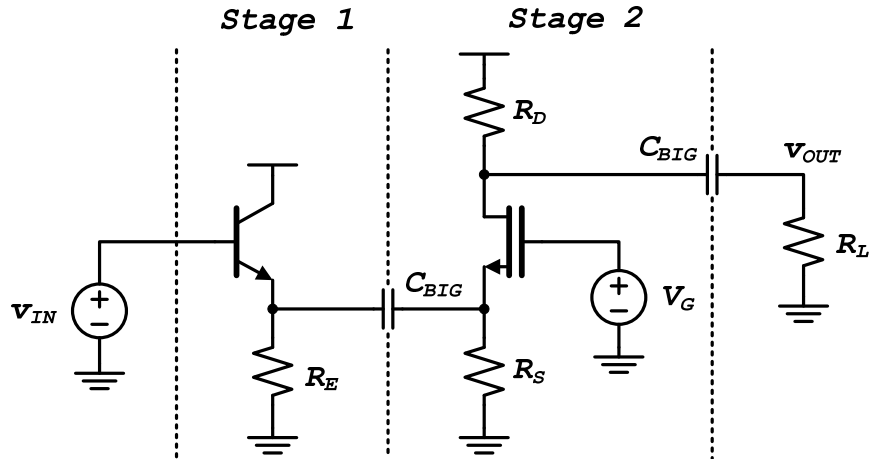 Stage 1
Stage 2
R_D
C_BIG
v_OUT
R_L
v_IN
C_BIG
V_G
R_E
R_S